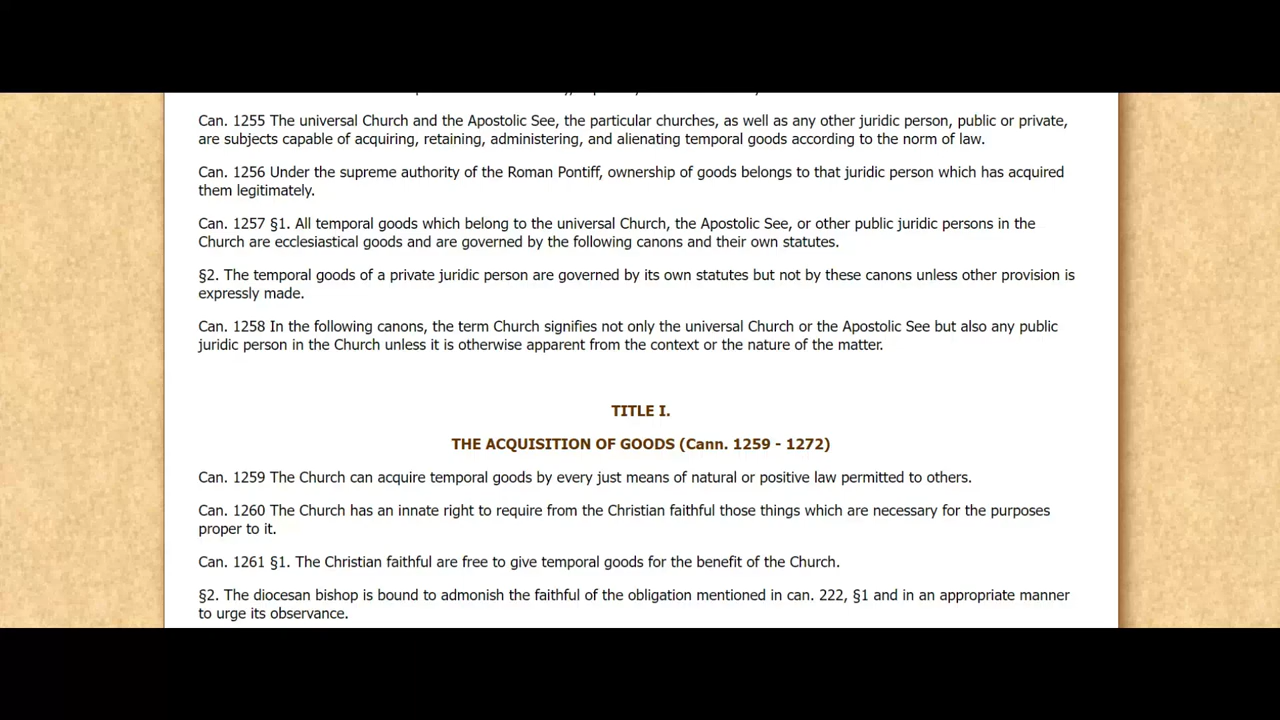 Can. 1255 The universal Church and the Apostolic See, the particular churches, as well as any other juridic person, public or private,
are subjects capable of acquiring, retaining, administering, and alienating temporal goods according to the norm of law.
Can. 1256 Under the supreme authority of the Roman Pontiff, ownership of goods belongs to that juridic person which has acquired
them legitimately.
Can. 1257 §1. All temporal goods which belong to the universal Church, the Apostolic See, or other public juridic persons in the
Church are ecclesiastical goods and are governed by the following canons and their own statutes.
§2. The temporal goods of a private juridic person are governed by its own statutes but not by these canons unless other provision is
expressly made.
Can. 1258 In the following canons, the term Church signifies not only the universal Church or the Apostolic See but also any public
juridic person in the Church unless it is otherwise apparent from the context or the nature of the matter.
TITLE I.
THE ACQUISITION OF GOODS (Cann. 1259 - 1272)
Can. 1259 The Church can acquire temporal goods by every just means of natural or positive law permitted to others.
Can. 1260 The Church has an innate right to require from the Christian faithful those things which are necessary for the purposes
proper to it.
Can. 1261 §1. The Christian faithful are free to give temporal goods for the benefit of the Church.
§2. The diocesan bishop is bound to admonish the faithful of the obligation mentioned in can. 222, §1 and in an appropriate manner
to urge its observance.